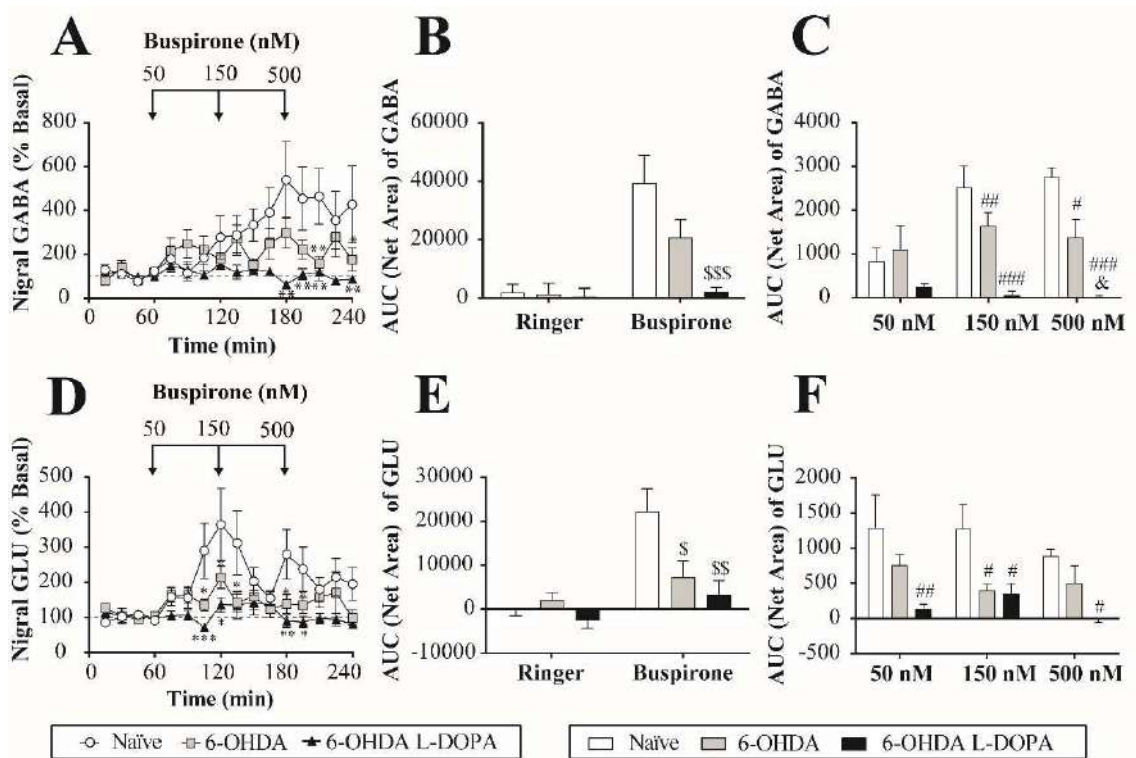 A
Buspirone (nM)
50 150 500
Nigral GABA (% Basal)
800
600
400
200
0
** ** ** ** ** *
0 60 120 180 240
Time (min)
B
AUC (Net Area) of GABA
60000
40000
20000
0
$$$
Ringer Buspirone
C
AUC (Net Area) of GABA
4000
3000
2000
1000
0
## ### # ### &
50 nM 150 nM 500 nM
D
Buspirone (nM)
50 150 500
Nigral GLU (% Basal)
500
400
300
200
100
0
* * *** * ** * * *
0 60 120 180 240
Time (min)
E
AUC (Net Area) of GLU
30000
20000
10000
0
-10000
$ $$
Ringer Buspirone
F
AUC (Net Area) of GLU
2000
1500
1000
500
0
-500
## # # #
50 nM 150 nM 500 nM
Naïve 6-OHDA 6-OHDA L-DOPA
Naïve 6-OHDA 6-OHDA L-DOPA